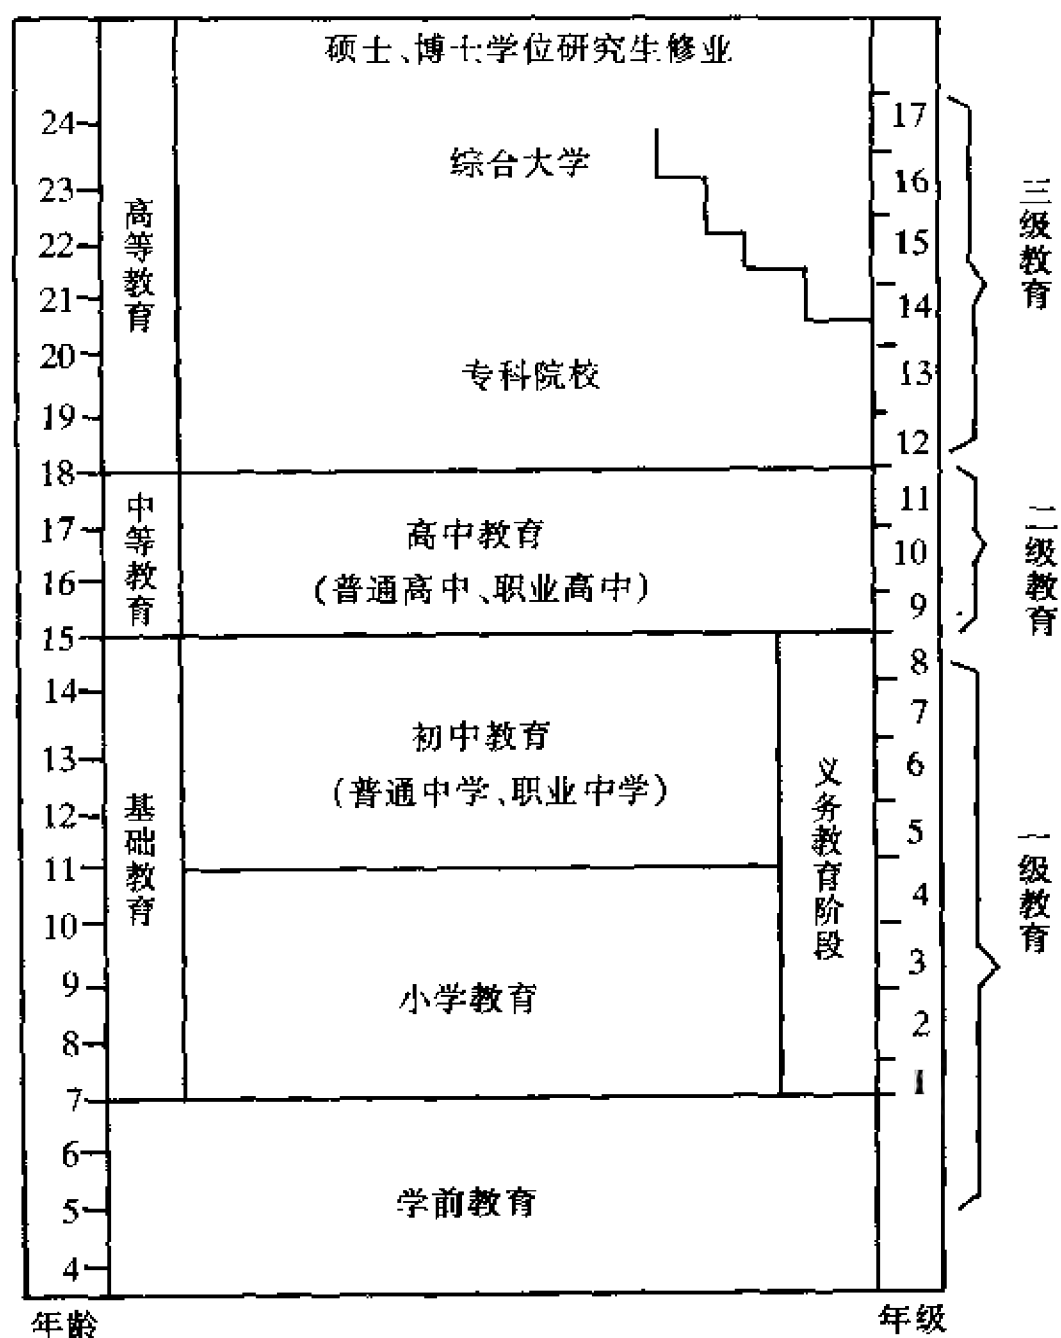 硕士、博士学位研究生修业
24
23
22
21
20
19
18
17
16
15
14
13
12
11
10
9
8
7
6
5
4
年龄
高等教育
中等教育
基础教育
综合大学
专科院校
高中教育
(普通高中、职业高中)
初中教育
(普通中学、职业中学)
小学教育
学前教育
义务教育阶段
17
16
15
14
13
12
11
10
9
8
7
6
5
4
3
2
1
年级
三级教育
二级教育
一级教育